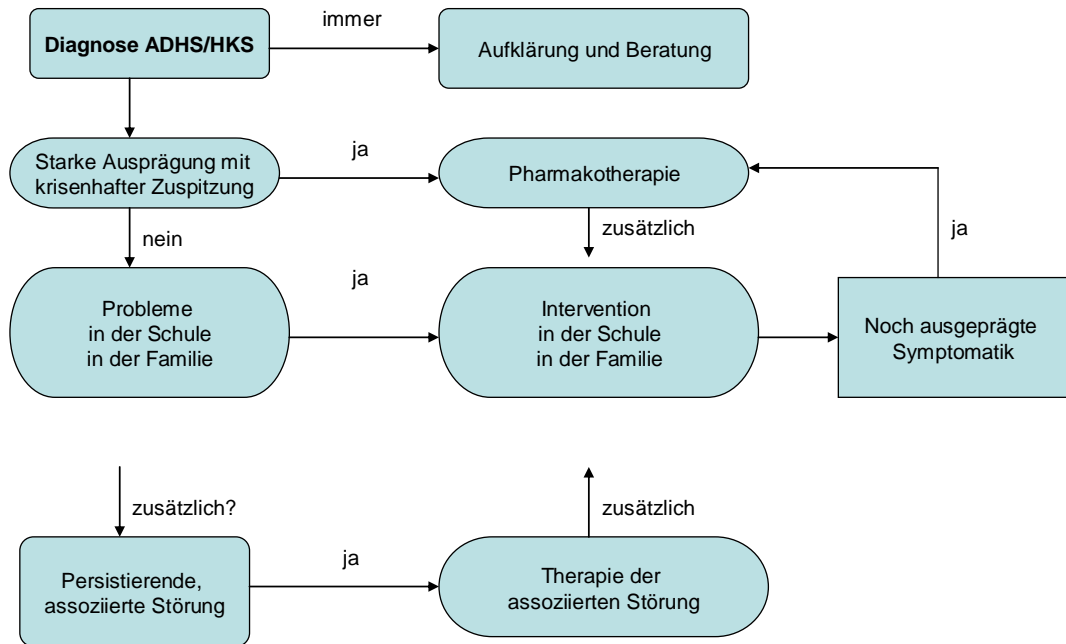 immer
Diagnose ADHS/HKS
Aufklärung und Beratung
Starke Ausprägung mit
krisenhafter Zuspitzung
ja
Pharmakotherapie
nein
zusätzlich
ja
Probleme
in der Schule
in der Familie
ja
Intervention
in der Schule
in der Familie
Noch ausgeprägte
Symptomatik
zusätzlich?
zusätzlich
Persistierende,
assoziierte Störung
ja
Therapie der
assoziierten Störung